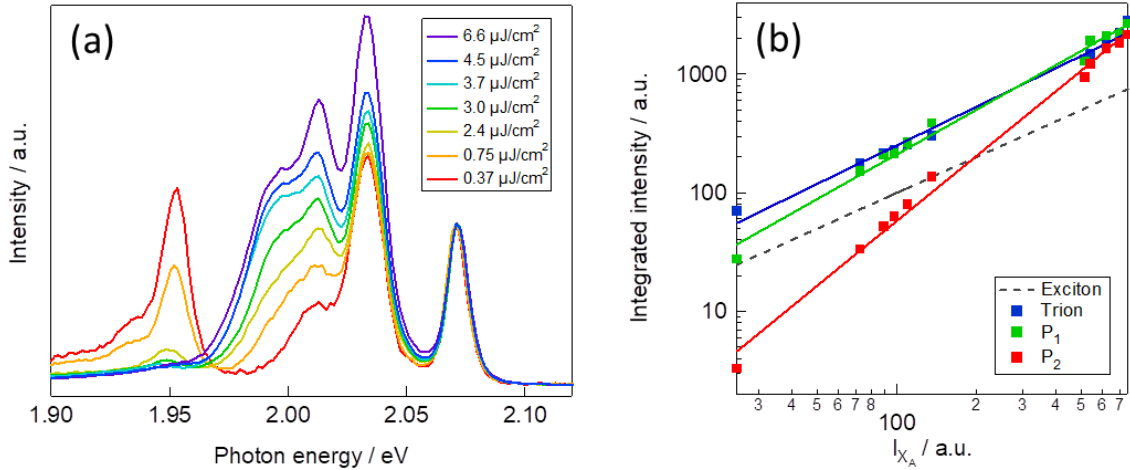 (a)
6.6 µJ/cm²
4.5 µJ/cm²
3.7 µJ/cm²
3.0 µJ/cm²
2.4 µJ/cm²
0.75 µJ/cm²
0.37 µJ/cm²
Intensity / a.u.
1.90 1.95 2.00 2.05 2.10
Photon energy / eV
(b)
Integrated intensity / a.u.
1000
100
10
Exciton
Trion
P₁
P₂
3 4 5 6 7 8 2 3 4 5 6 7
100
I_{X_A} / a.u.